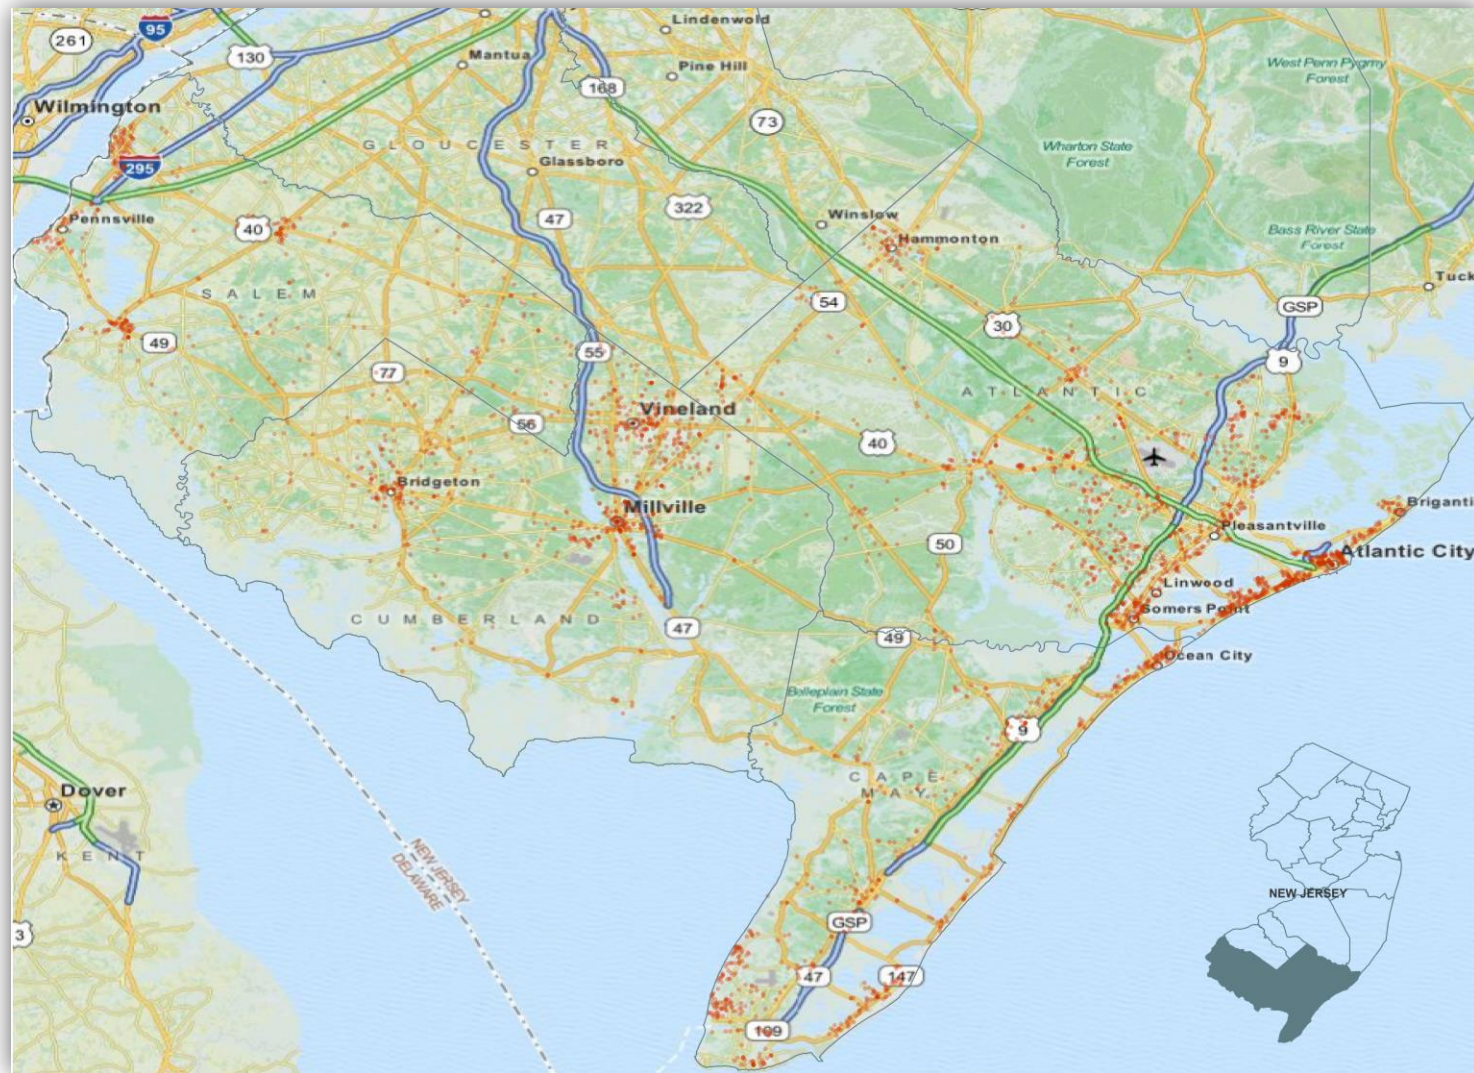 95
261
130
Lindenwold
Mantua
Pine Hill
168
73
West Penn Pygmy
Forest
Wilmington
295
GLOUCESTER
Glassboro
Wharton State
Forest
Pennsville
40
47
322
Winslow
Hammonton
Bass River State
Forest
Tuck
SALEM
49
54
30
GSP
9
77
55
Vineland
ATLANTIC
56
40
Bridgeton
Millville
50
Pleasantville
Briganti
Atlantic City
Linwood
Somers Point
CUMBERLAND
47
49
Ocean City
Belleplain State
Forest
9
CAPE
MAY
Dover
KENT
NEW JERSEY
DELAWARE
NEW JERSEY
3
GSP
47
147
109